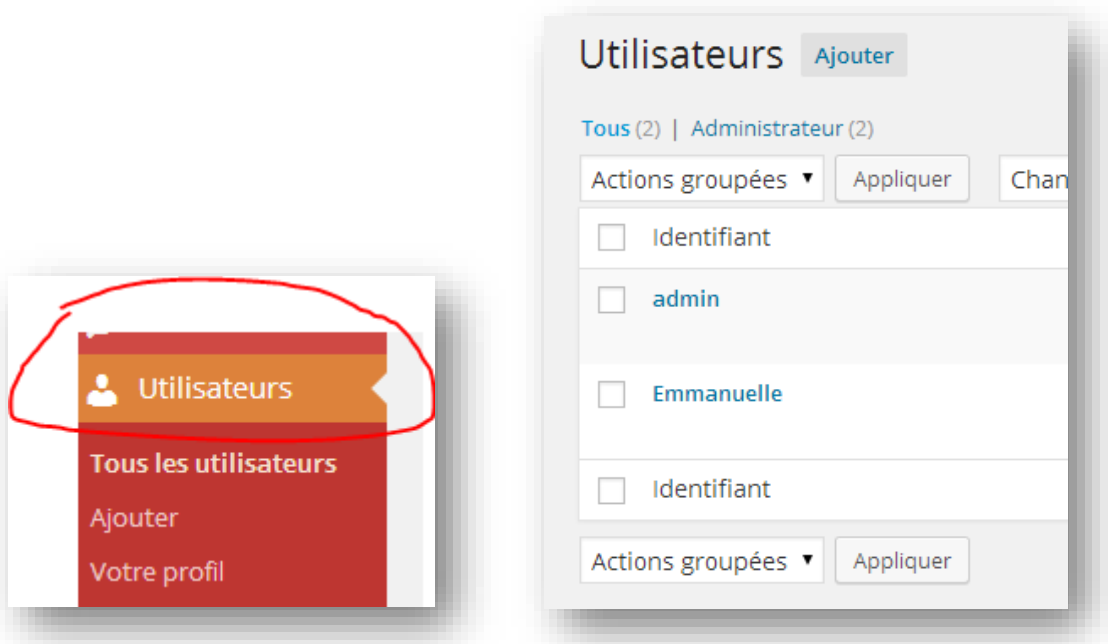 Utilisateurs
Tous les utilisateurs
Ajouter
Votre profil
Utilisateurs Ajouter
Tous (2) | Administrateur (2)
Actions groupées Appliquer Chan
Identifiant
admin
Emmanuelle
Identifiant
Actions groupées Appliquer